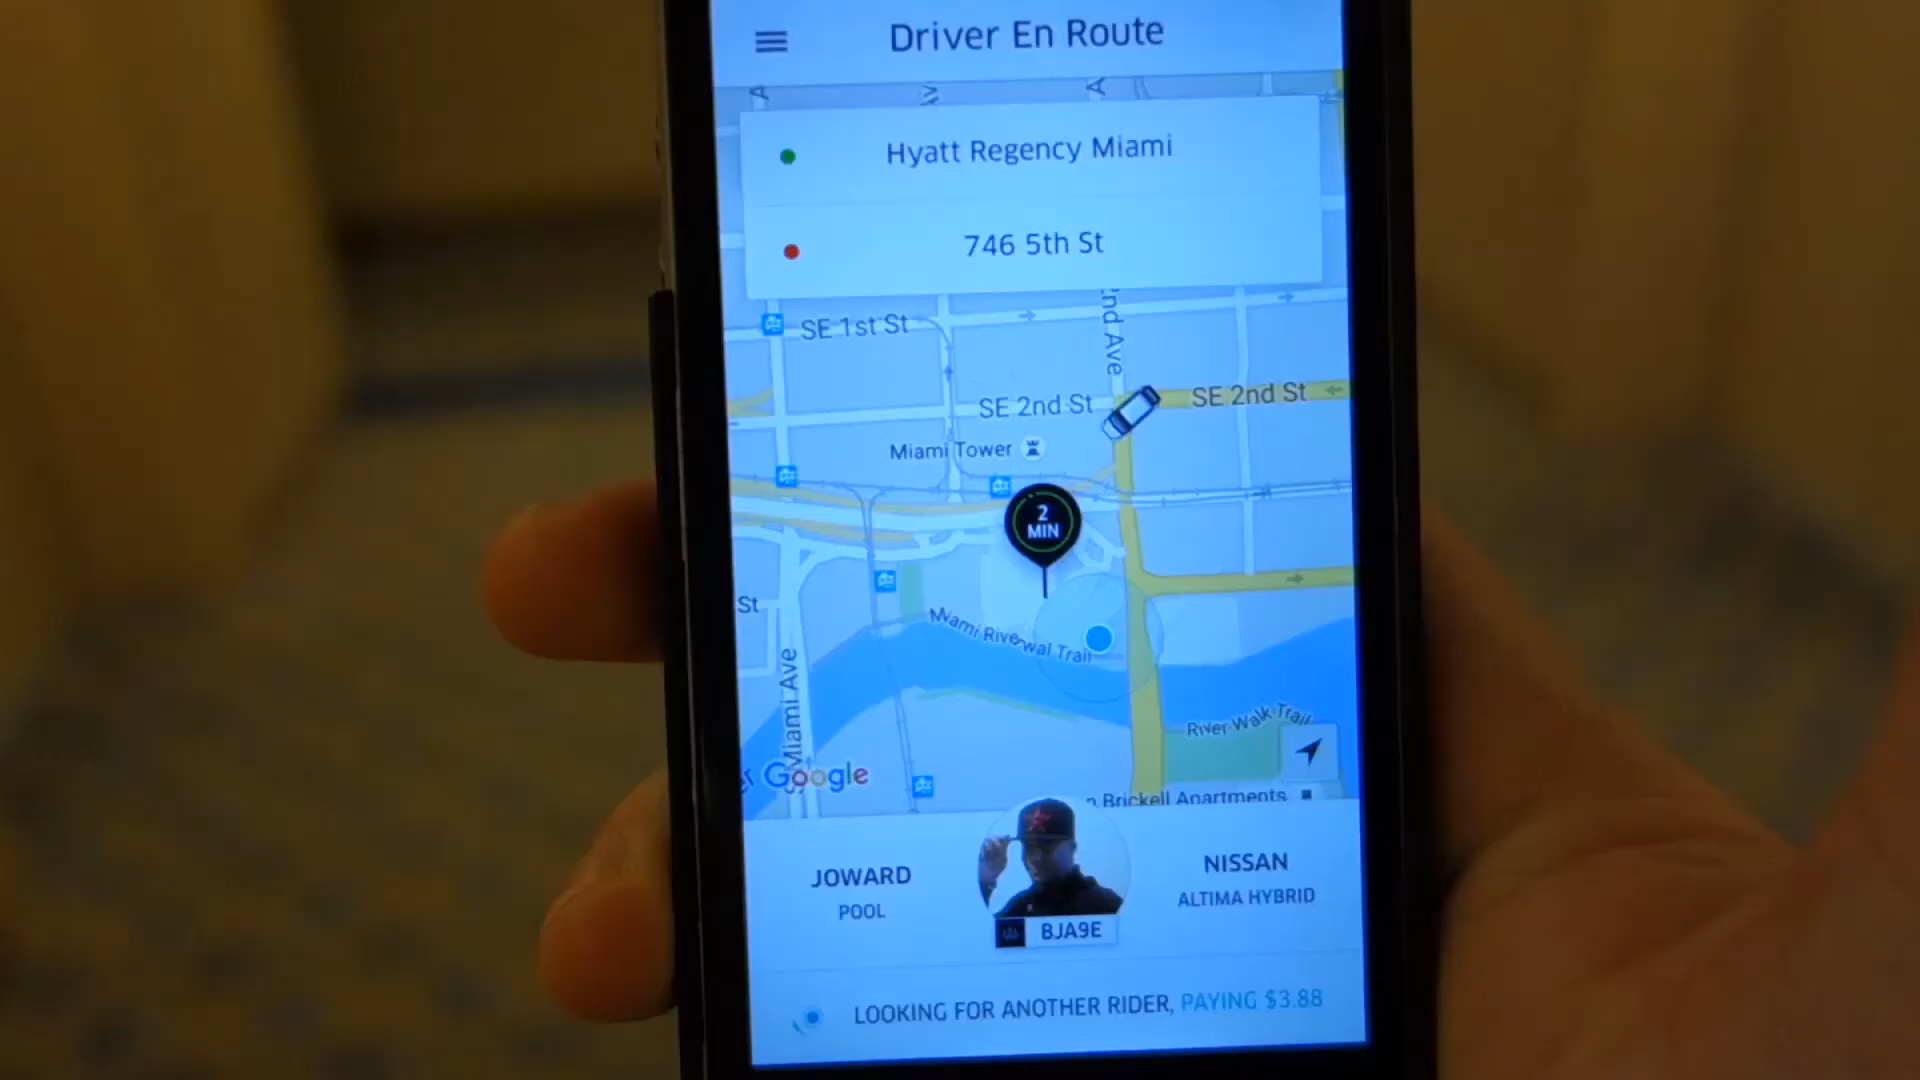 Driver En Route
Hyatt Regency Miami
746 5th St
nd Ave
SE 1st St
SE 2nd St
SE 2nd St
Miami Tower
2
MIN
St
Trail
Miami Ave
River Walk Trail
Google
Brickell Apartments
JOWARD
POOL
NISSAN
ALTIMA HYBRID
BJA9E
LOOKING FOR ANOTHER RIDER, PAYING $3.88